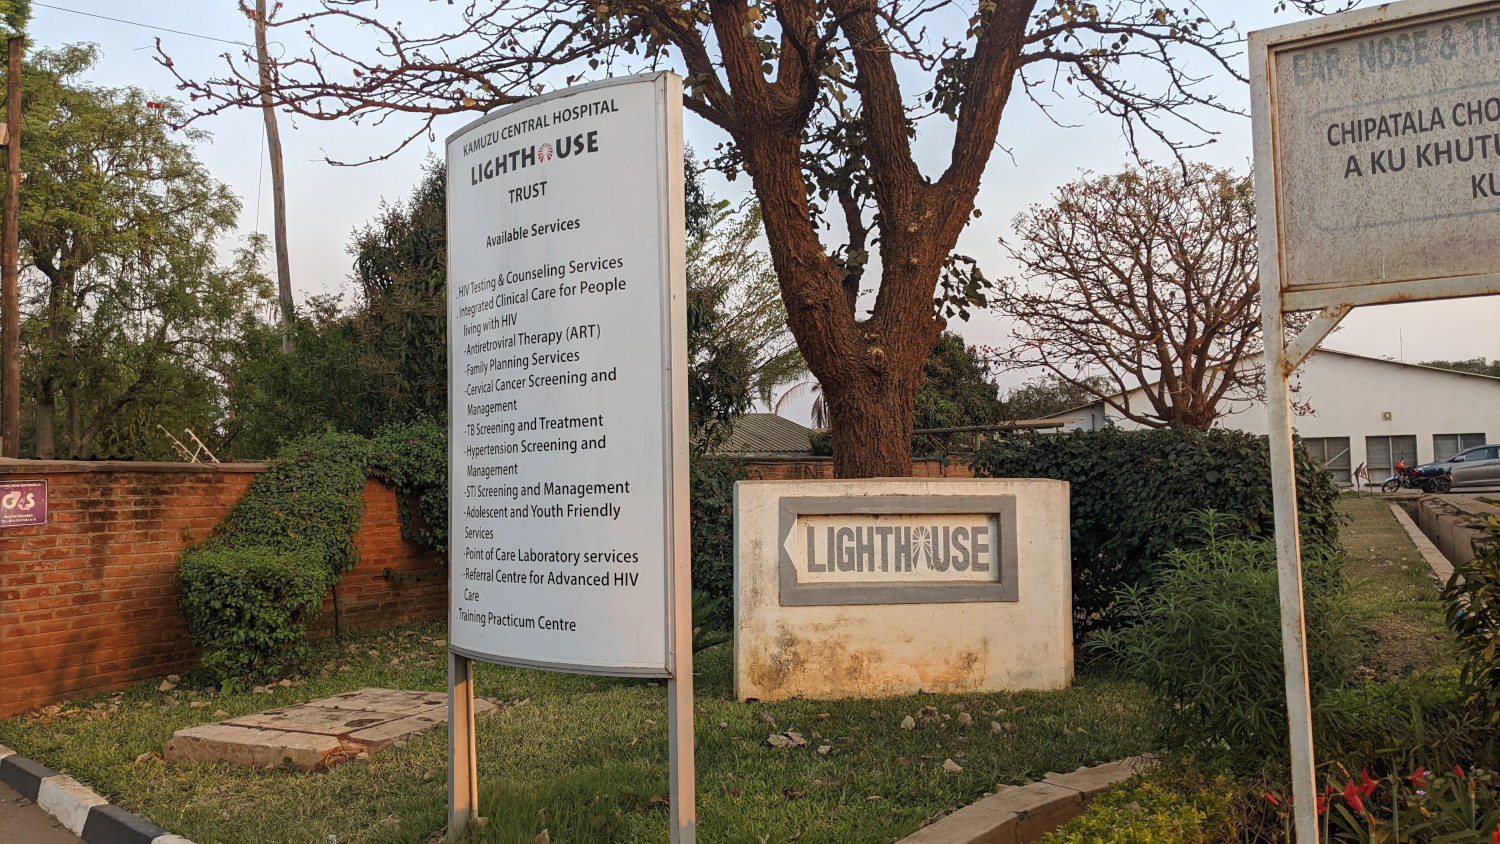 KAMUZU CENTRAL HOSPITAL
LIGHTHOUSE
TRUST
Available Services
. HIV Testing & Counseling Services
. Integrated Clinical Care for People
living with HIV
-Antiretroviral Therapy (ART)
-Family Planning Services
-Cervical Cancer Screening and
Management
-TB Screening and Treatment
-Hypertension Screening and
Management
-STI Screening and Management
-Adolescent and Youth Friendly
Services
-Point of Care Laboratory services
-Referral Centre for Advanced HIV
Care
. Training Practicum Centre
LIGHTHOUSE
EAR, NOSE & TH
CHIPATALA CHO
A KU KHUTU
KU
G4S